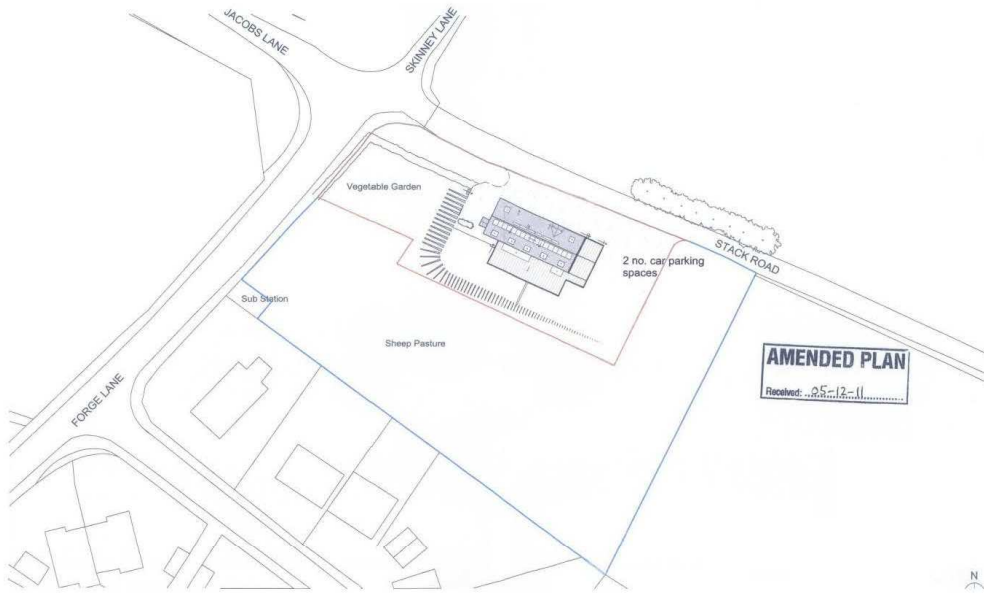 JACOBS LANE
SKINNEY LANE
Vegetable Garden
STACK ROAD
2 no. car parking
spaces
Sub Station
Sheep Pasture
AMENDED PLAN
Received: 05-12-11
FORGE LANE
N